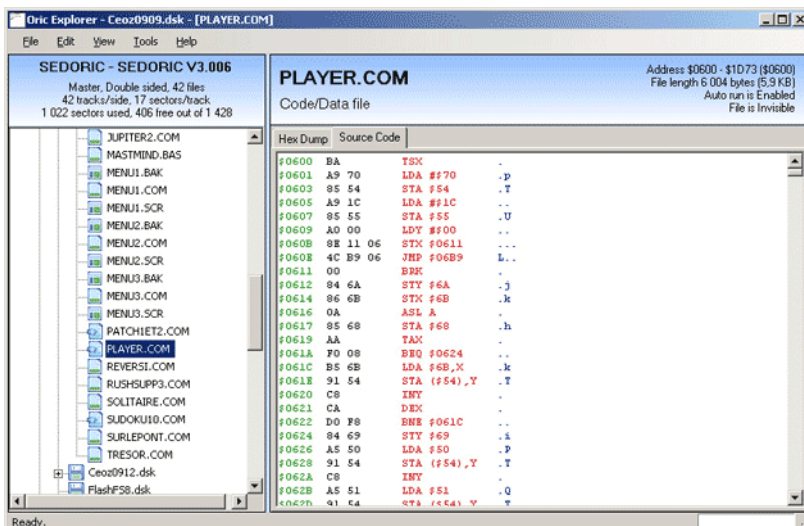 Oric Explorer - Ceoz0909.dsk - [PLAYER.COM]
File Edit View Tools Help
SEDORIC - SEDORIC V3.006
Master, Double sided, 42 files
42 tracks/side, 17 sectors/track
1 022 sectors used, 406 free out of 1 428
JUPITER2.COM
MASTMIND.BAS
MENU1.BAK
MENU1.COM
MENU1.SCR
MENU2.BAK
MENU2.COM
MENU2.SCR
MENU3.BAK
MENU3.COM
MENU3.SCR
PATCH1ET2.COM
PLAYER.COM
REVERSI.COM
RUSHSUPP3.COM
SOLITAIRE.COM
SUDOKU10.COM
SURLEPONT.COM
TRESOR.COM
Ceoz0912.dsk
FlashF58.dsk
PLAYER.COM
Code/Data file
Address $0600 - $1D73 ($0600)
File length 6 004 bytes (5,9 KB)
Auto run is Enabled
File is Invisible
Hex Dump Source Code
$0600 BA TSX .
$0601 A9 70 LDA #$70 .p
$0603 85 54 STA $54 .T
$0605 A9 1C LDA #$1C ..
$0607 85 55 STA $55 .U
$0609 A0 00 LDY #$00 ..
$060B 8E 11 06 STX $0611 ...
$060E 4C B9 06 JMP $06B9 L..
$0611 00 BRK .
$0612 84 6A STY $6A .j
$0614 86 6B STX $6B .k
$0616 0A ASL A .
$0617 85 68 STA $68 .h
$0619 AA TAX .
$061A F0 08 BEQ $0624 ..
$061C B5 6B LDA $6B,X .k
$061E 91 54 STA ($54),Y .T
$0620 C8 INY .
$0621 CA DEX .
$0622 D0 F8 BNE $061C ..
$0624 84 69 STY $69 .i
$0626 A5 50 LDA $50 .P
$0628 91 54 STA ($54),Y .T
$062A C8 INY .
$062B A5 51 LDA $51 .Q
$062D 91 54 STA ($54),Y .T
Ready.